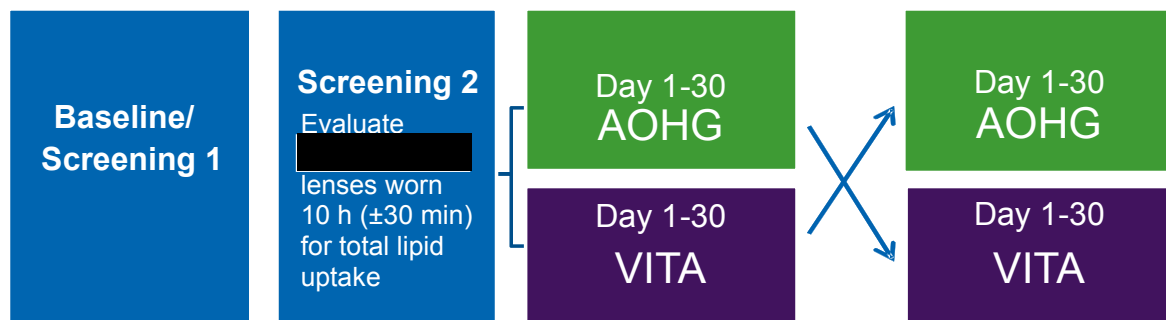 Baseline/
Screening 1
Screening 2
Evaluate
lenses worn
10 h (±30 min)
for total lipid
uptake
Day 1-30
AOHG
Day 1-30
VITA
Day 1-30
AOHG
Day 1-30
VITA